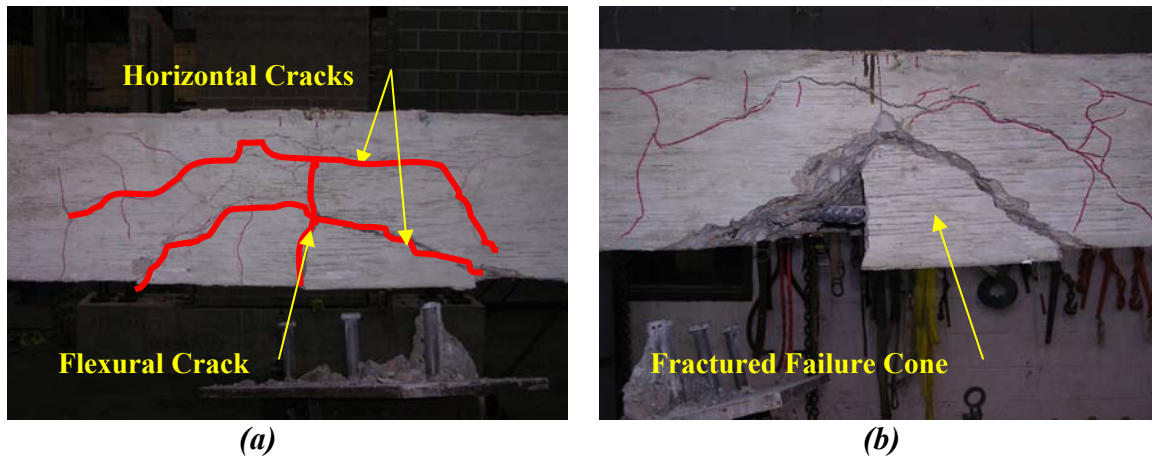 Horizontal Cracks
Flexural Crack
Fractured Failure Cone
(a)
(b)